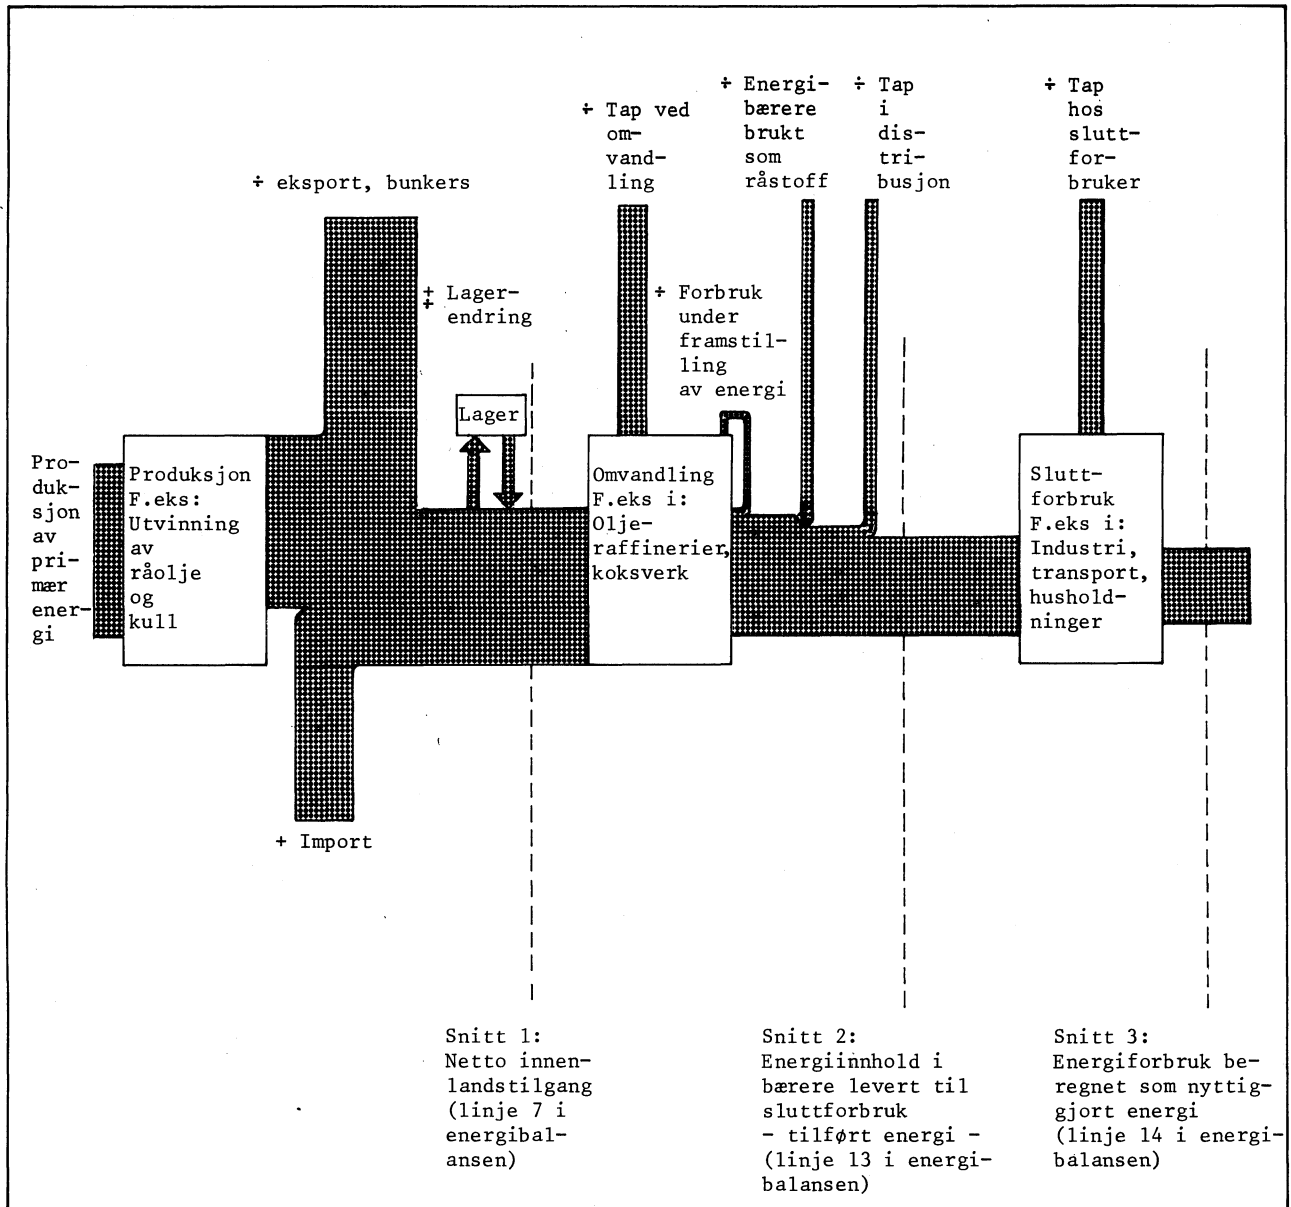 ÷ Energi-
bærere
brukt
som
råstoff
÷ Tap
i
dis-
tri-
busjon
÷ Tap
hos
slutt-
for-
bruker
÷ Tap ved
om-
vand-
ling
÷ eksport, bunkers
+
÷ Lager-
endring
÷ Forbruk
under
framstil-
ling
av energi
Lager
Pro-
duk-
sjon
av
pri-
mær
ener-
gi
Produksjon
F.eks:
Utvinning
av
råolje
og
kull
Omvandling
F.eks i:
Olje-
raffinerier,
koksverk
Slutt-
forbruk
F.eks i:
Industri,
transport,
hushold-
ninger
+ Import
Snitt 1:
Netto innen-
landstilgang
(linje 7 i
energibal-
ansen)
Snitt 2:
Energiinnhold i
bærere levert til
sluttforbruk
- tilført energi -
(linje 13 i energi-
balansen)
Snitt 3:
Energiforbruk be-
regnet som nyttig-
gjort energi
(linje 14 i energi-
balansen)